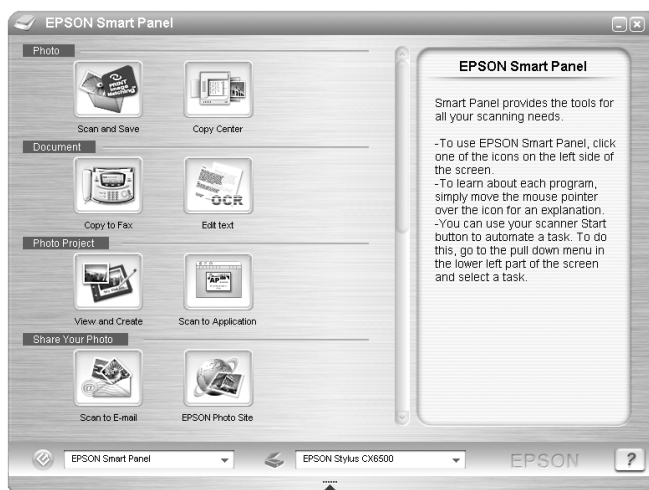 EPSON Smart Panel
Photo
Scan and Save
Copy Center
Document
Copy to Fax
OCR
Edit text
Photo Project
View and Create
Scan to Application
Share Your Photo
Scan to E-mail
EPSON Photo Site
EPSON Smart Panel
Smart Panel provides the tools for
all your scanning needs.
-To use EPSON Smart Panel, click
one of the icons on the left side of
the screen.
-To learn about each program,
simply move the mouse pointer
over the icon for an explanation.
-You can use your scanner Start
button to automate a task. To do
this, go to the pull down menu in
the lower left part of the screen
and select a task.
EPSON Smart Panel
EPSON Stylus CX6500
EPSON
?